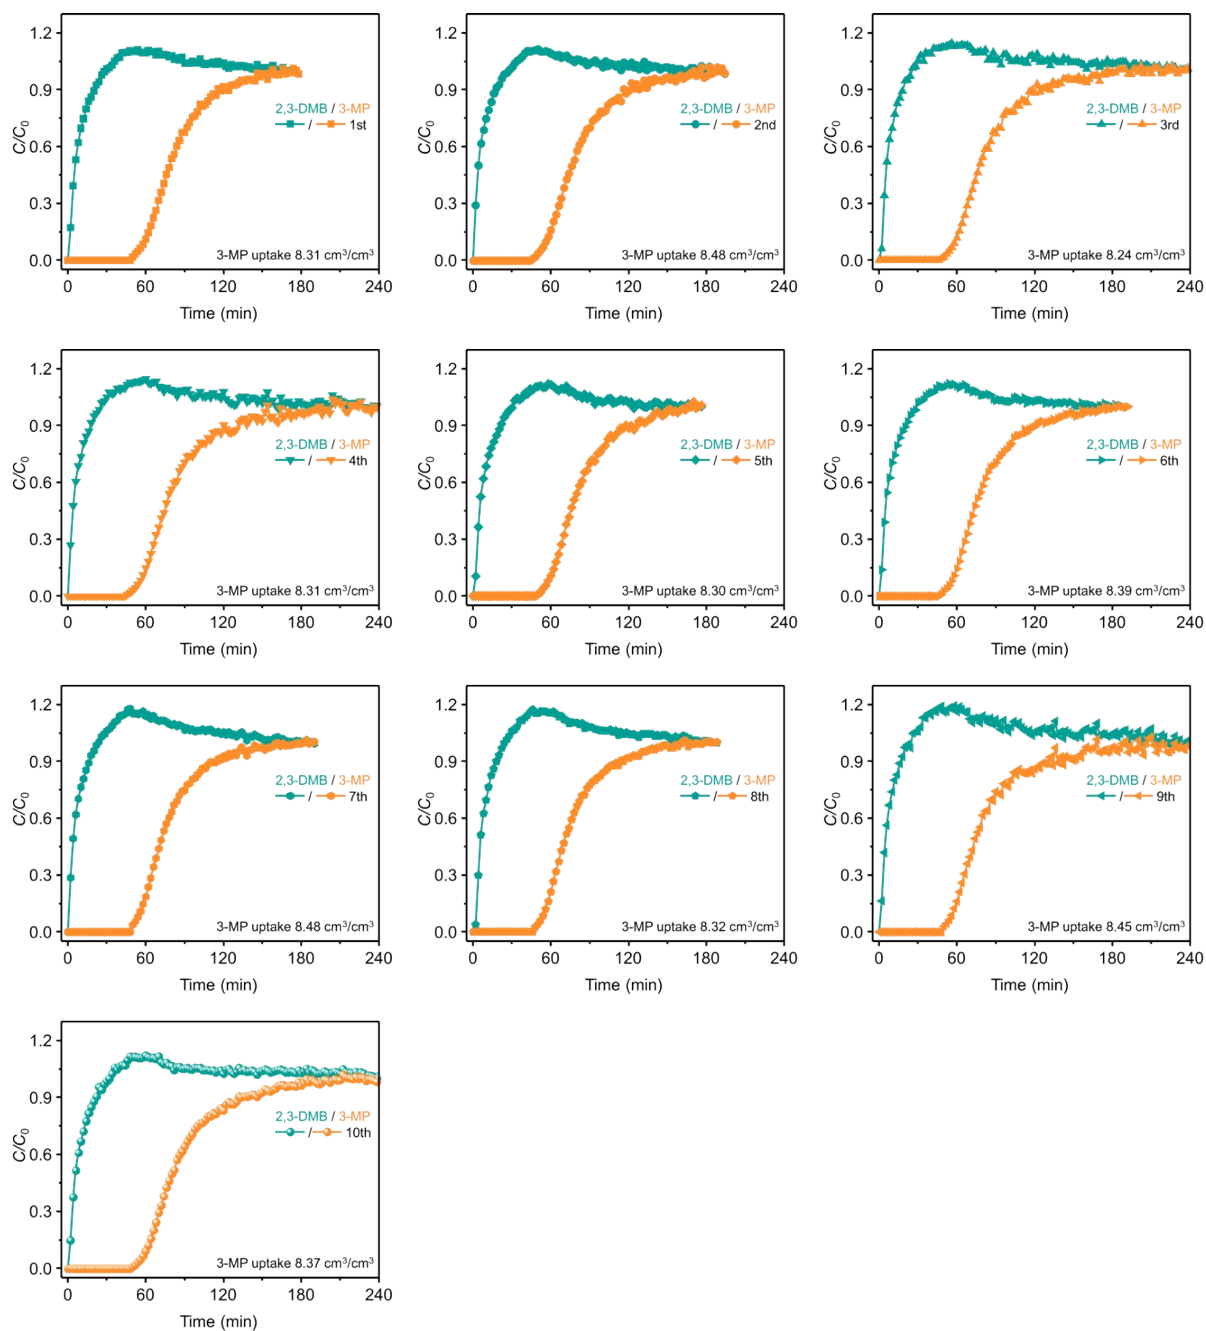 1.2
0.9
0.6
0.3
0.0
C/C₀
2,3-DMB / 3-MP
/ 1st
3-MP uptake 8.31 cm³/cm³
0 60 120 180 240
Time (min)
1.2
0.9
0.6
0.3
0.0
C/C₀
2,3-DMB / 3-MP
/ 2nd
3-MP uptake 8.48 cm³/cm³
0 60 120 180 240
Time (min)
1.2
0.9
0.6
0.3
0.0
C/C₀
2,3-DMB / 3-MP
/ 3rd
3-MP uptake 8.24 cm³/cm³
0 60 120 180 240
Time (min)
1.2
0.9
0.6
0.3
0.0
C/C₀
2,3-DMB / 3-MP
/ 4th
3-MP uptake 8.31 cm³/cm³
0 60 120 180 240
Time (min)
1.2
0.9
0.6
0.3
0.0
C/C₀
2,3-DMB / 3-MP
/ 5th
3-MP uptake 8.30 cm³/cm³
0 60 120 180 240
Time (min)
1.2
0.9
0.6
0.3
0.0
C/C₀
2,3-DMB / 3-MP
/ 6th
3-MP uptake 8.39 cm³/cm³
0 60 120 180 240
Time (min)
1.2
0.9
0.6
0.3
0.0
C/C₀
2,3-DMB / 3-MP
/ 7th
3-MP uptake 8.48 cm³/cm³
0 60 120 180 240
Time (min)
1.2
0.9
0.6
0.3
0.0
C/C₀
2,3-DMB / 3-MP
/ 8th
3-MP uptake 8.32 cm³/cm³
0 60 120 180 240
Time (min)
1.2
0.9
0.6
0.3
0.0
C/C₀
2,3-DMB / 3-MP
/ 9th
3-MP uptake 8.45 cm³/cm³
0 60 120 180 240
Time (min)
1.2
0.9
0.6
0.3
0.0
C/C₀
2,3-DMB / 3-MP
/ 10th
3-MP uptake 8.37 cm³/cm³
0 60 120 180 240
Time (min)